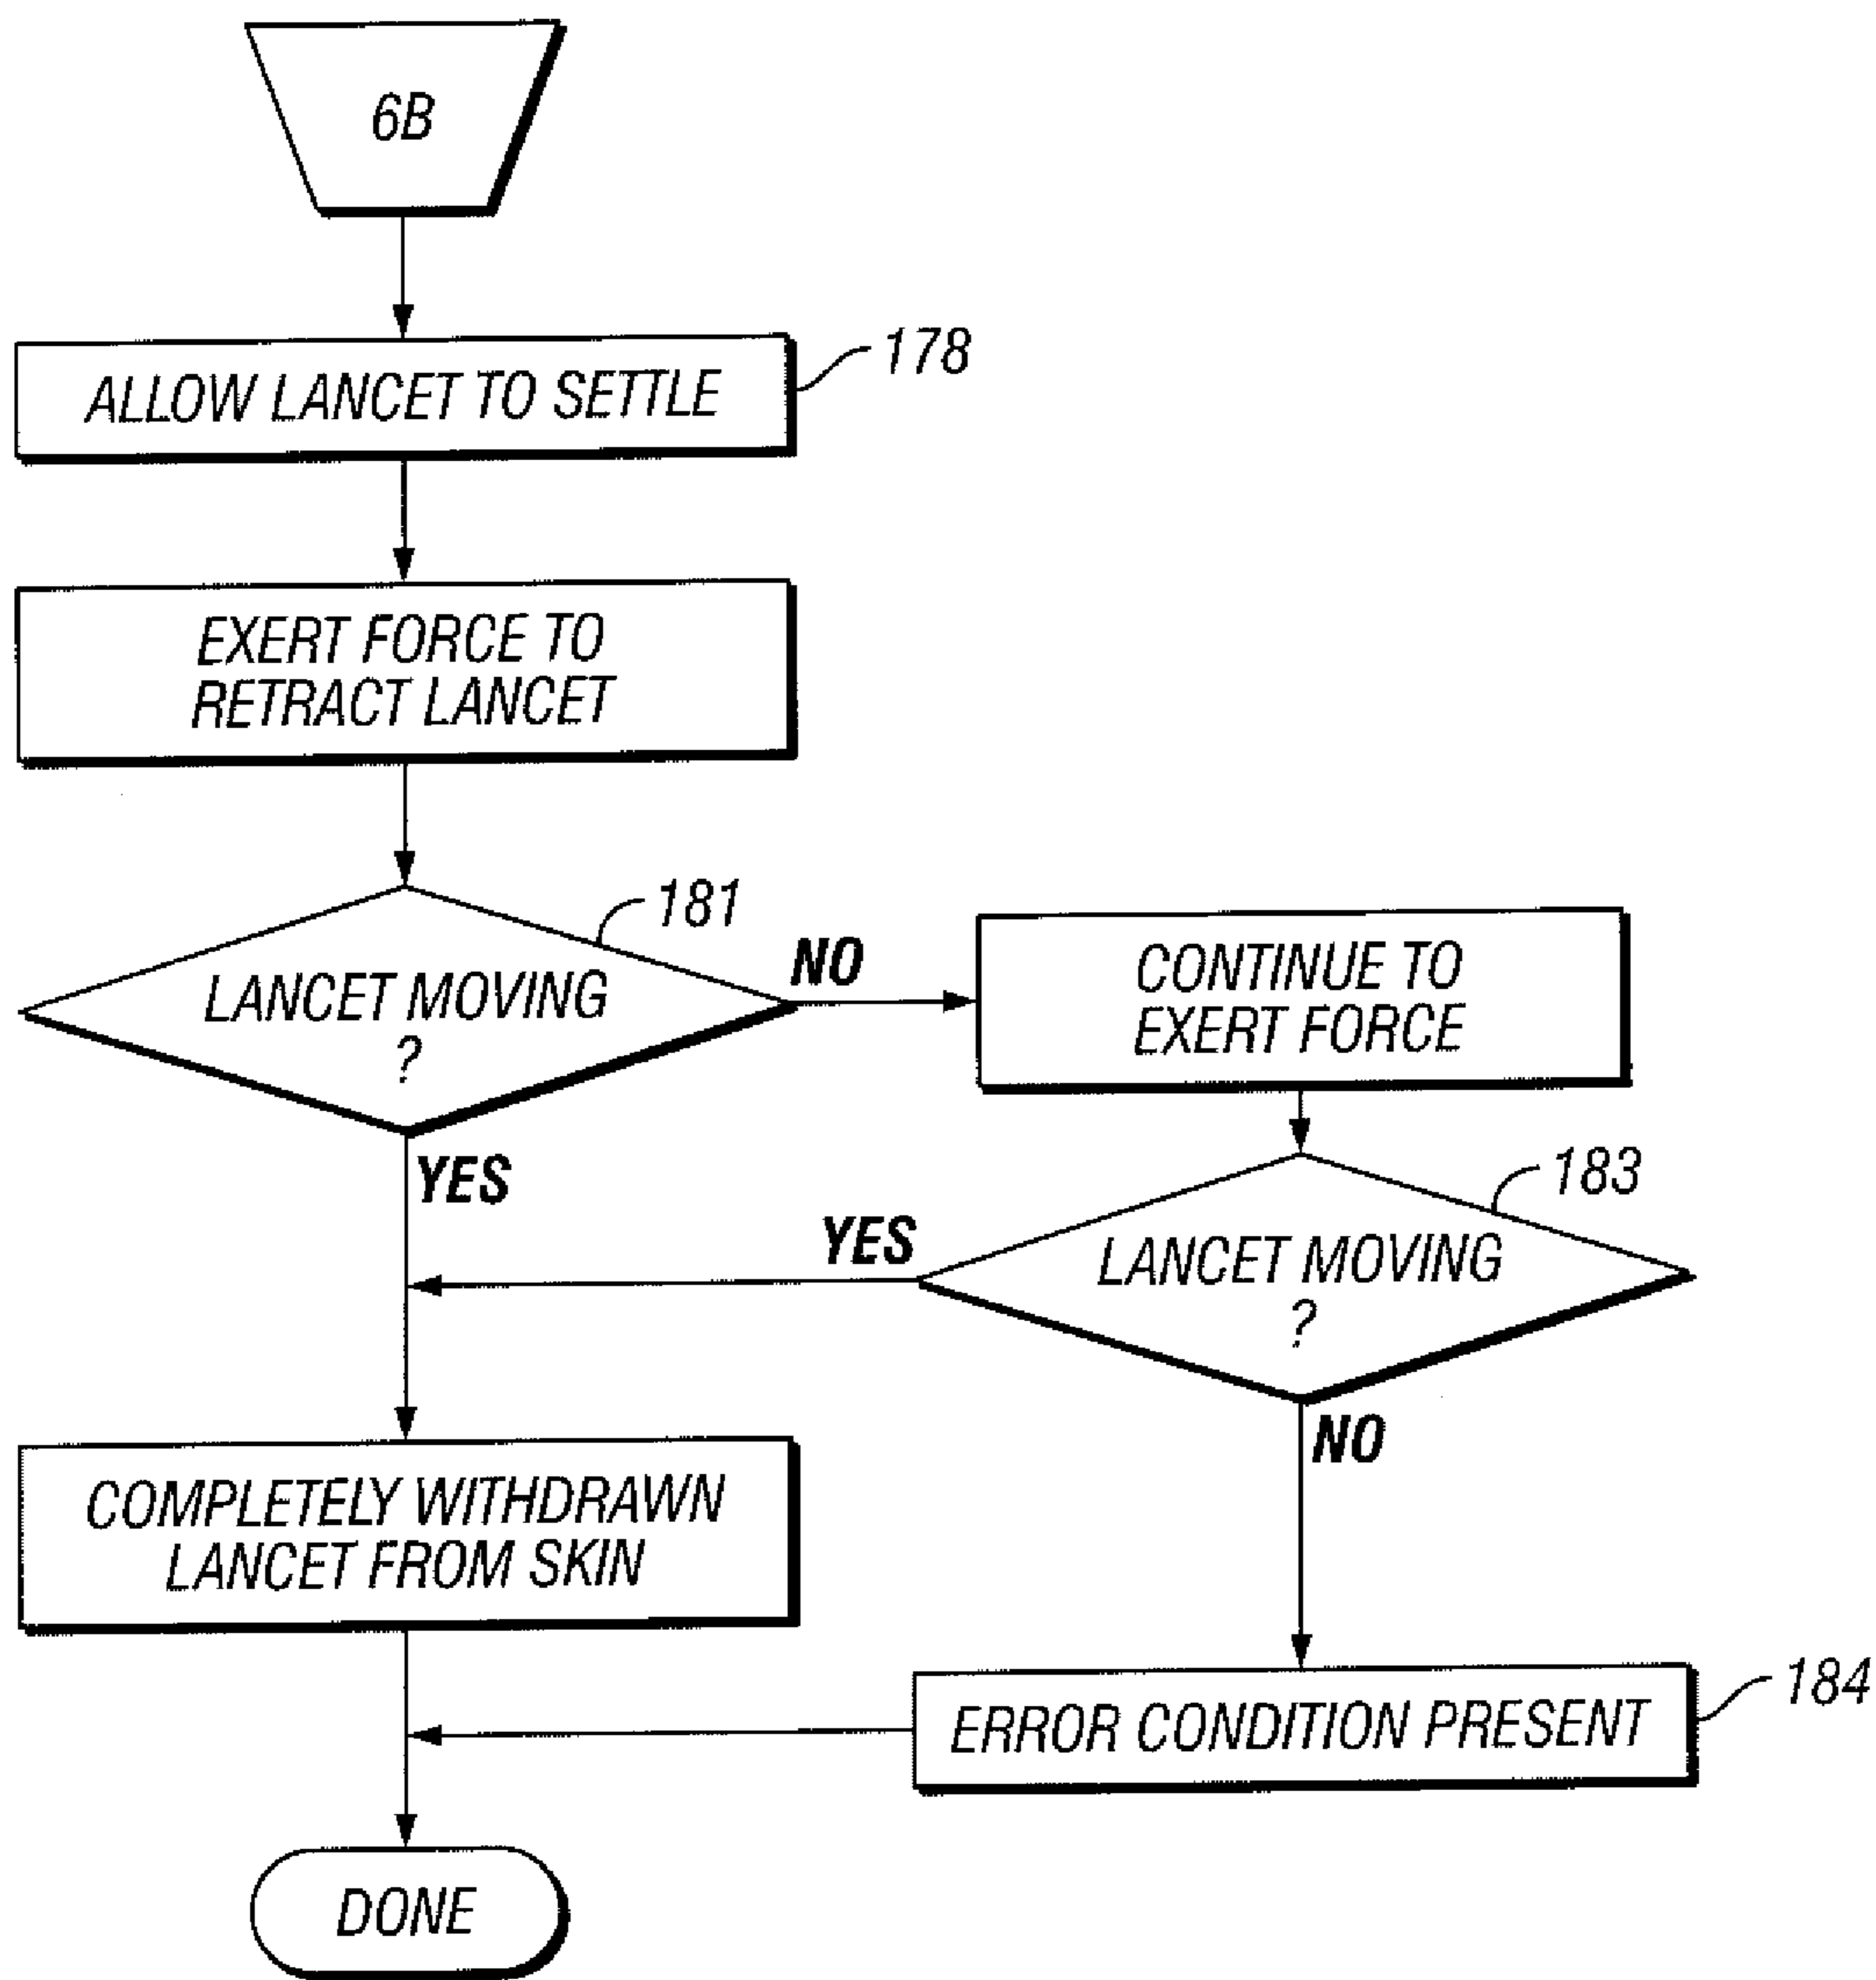 6B
ALLOW LANCET TO SETTLE
178
EXERT FORCE TO
RETRACT LANCET
181
LANCET MOVING
?
NO
CONTINUE TO
EXERT FORCE
YES
183
LANCET MOVING
?
YES
NO
COMPLETELY WITHDRAWN
LANCET FROM SKIN
ERROR CONDITION PRESENT
184
DONE